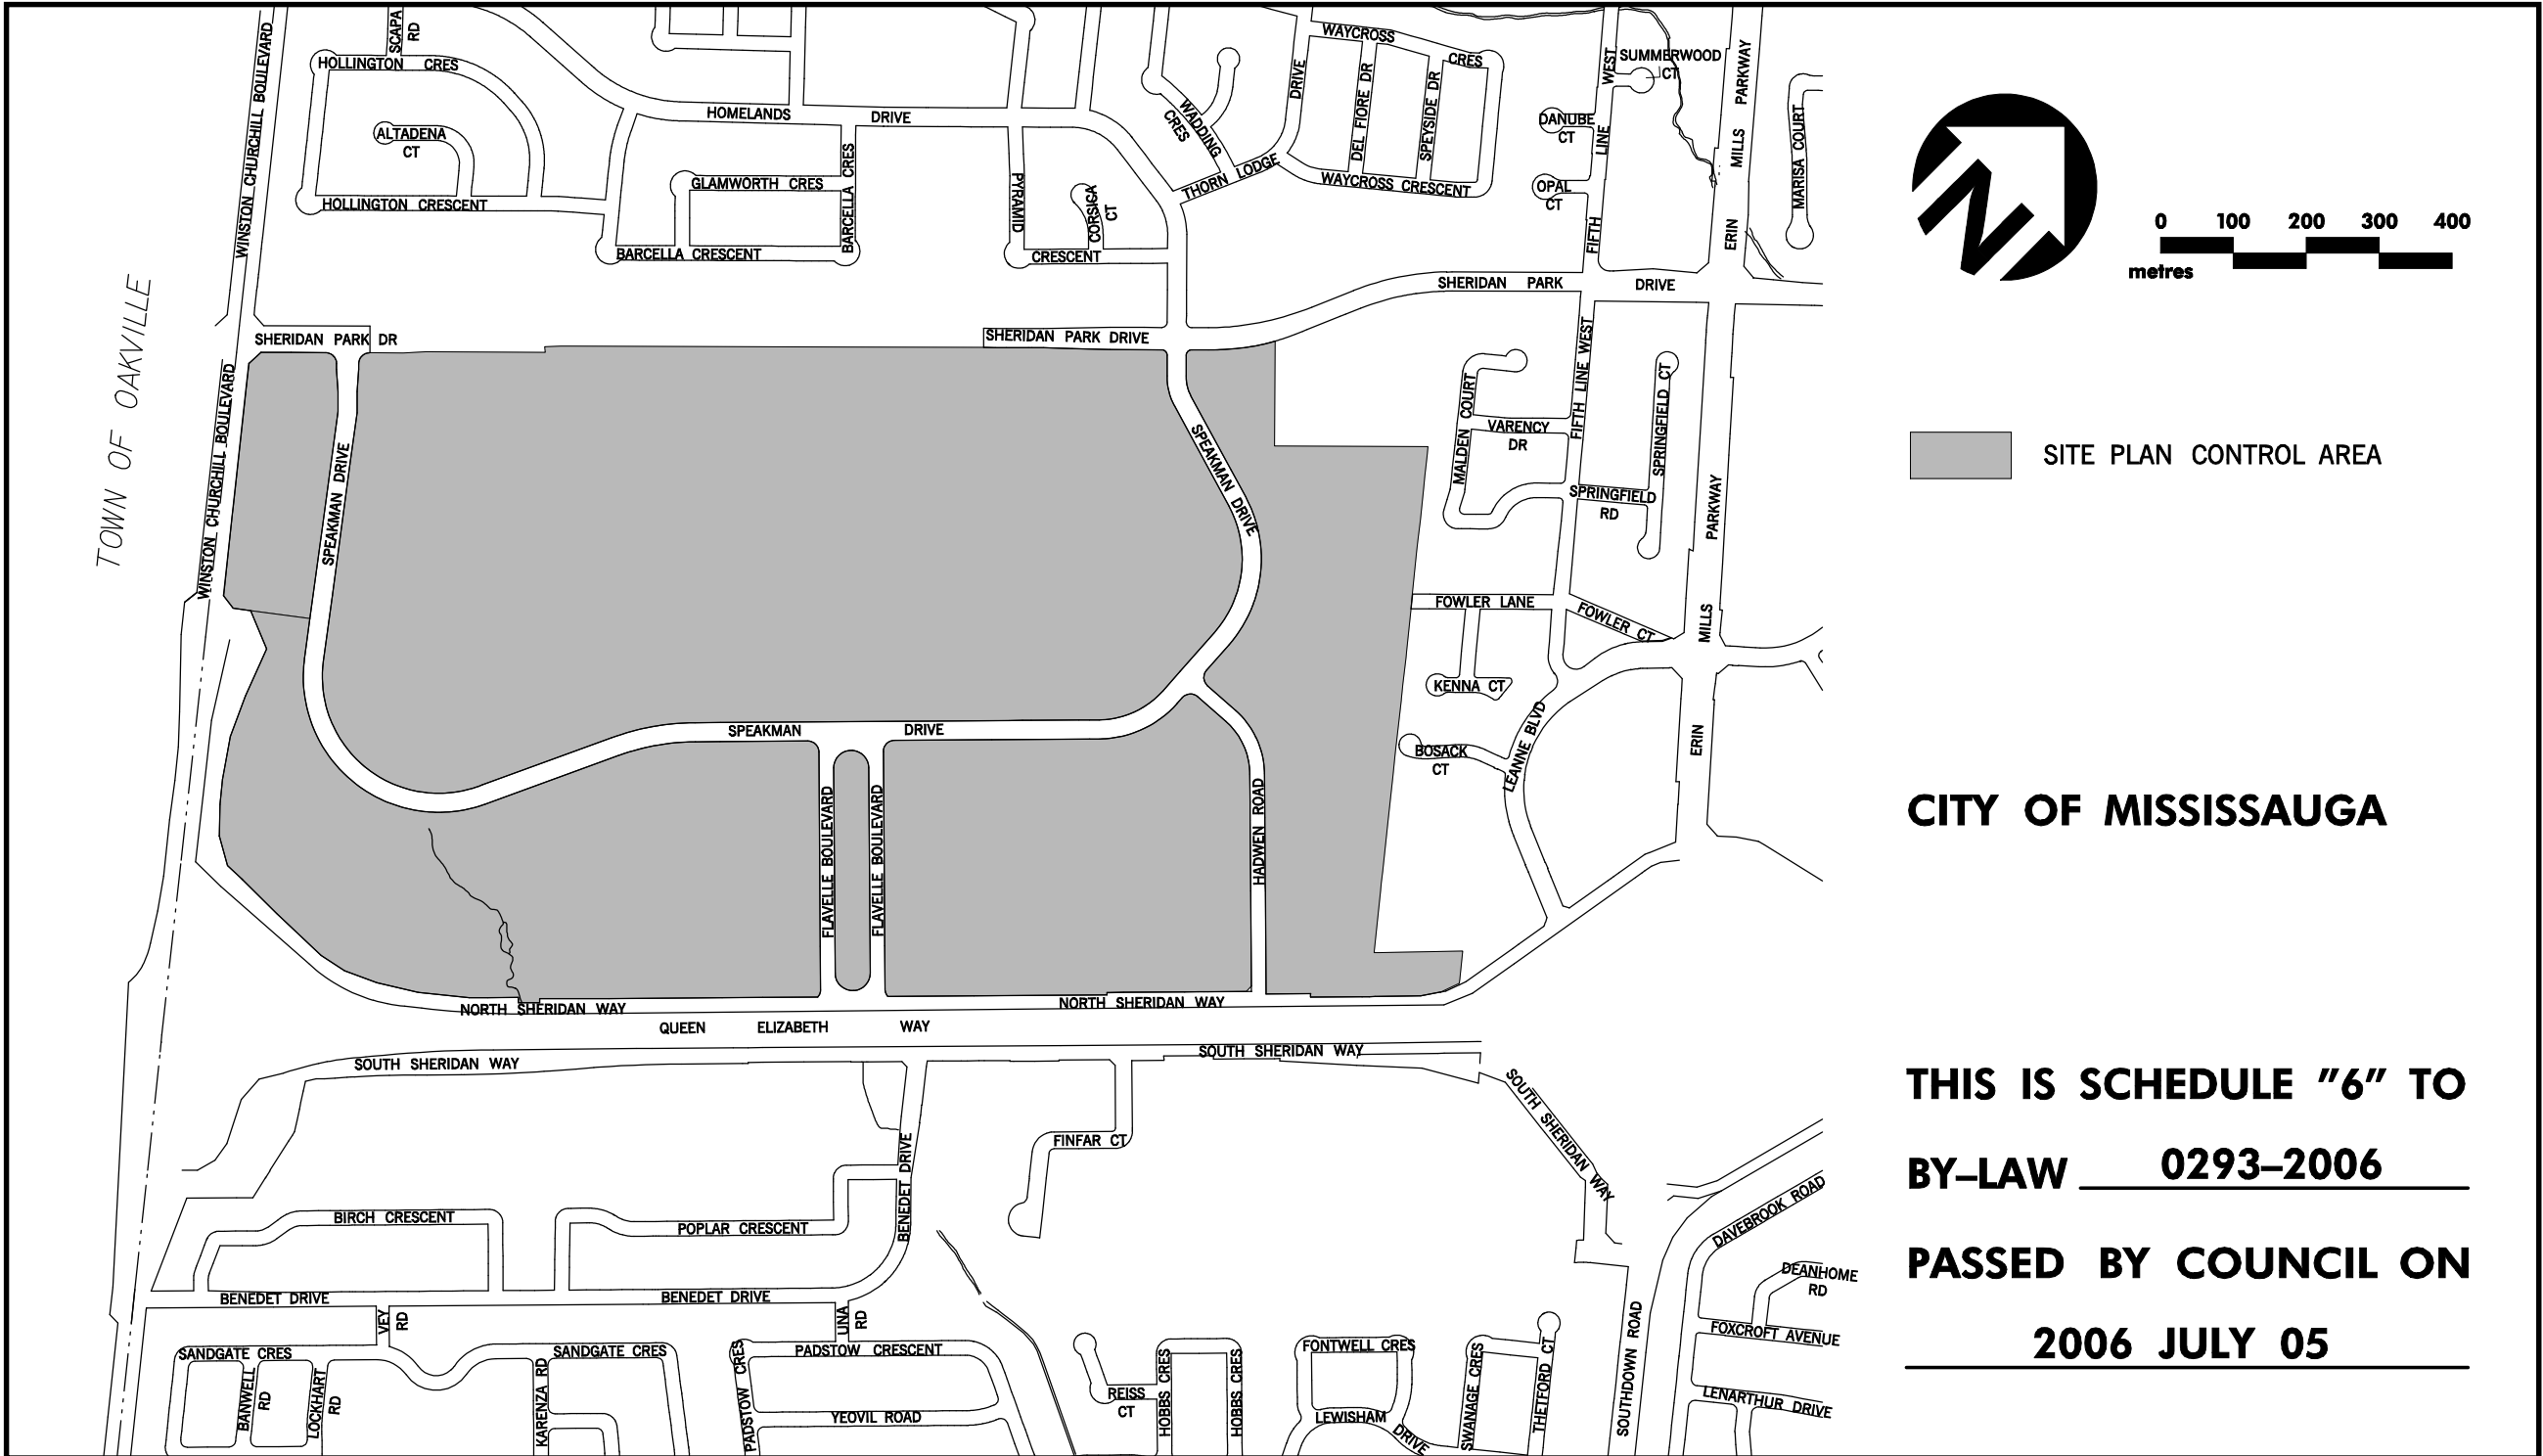 SCAPA
RD
HOLLINGTON CRES
WINSTON CHURCHILL BOULEVARD
ALTADENA
CT
HOLLINGTON CRESCENT
HOMELANDS DRIVE
GLAMWORTH CRES
BARCELLA CRES
BARCELLA CRESCENT
PYRAMID
CRESCENT
CORSICA
CT
WADDING
CRES
THORN LODGE
DRIVE
WAYCROSS
CRES
DEL FIORE DR
SPEYSIDE DR
WAYCROSS CRESCENT
FIFTH LINE WEST
SUMMERWOOD
CT
DANUBE
CT
OPAL
CT
ERIN MILLS PARKWAY
MARISA COURT
N
0 100 200 300 400
metres
TOWN OF OAKVILLE
SHERIDAN PARK DR
SHERIDAN PARK DRIVE
SHERIDAN PARK DRIVE
WINSTON CHURCHILL BOULEVARD
SPEAKMAN DRIVE
SPEAKMAN DRIVE
MALDEN COURT
VARENCY
DR
FIFTH LINE WEST
SPRINGFIELD CT
SPRINGFIELD
RD
SITE PLAN CONTROL AREA
FOWLER LANE
FOWLER CT
KENNA CT
BOSACK
CT
LEANNE BLVD
ERIN MILLS PARKWAY
SPEAKMAN DRIVE
FLAVELLE BOULEVARD
FLAVELLE BOULEVARD
HADWEN ROAD
CITY OF MISSISSAUGA
NORTH SHERIDAN WAY
NORTH SHERIDAN WAY
QUEEN ELIZABETH WAY
SOUTH SHERIDAN WAY
SOUTH SHERIDAN WAY
SOUTH SHERIDAN WAY
THIS IS SCHEDULE "6" TO
BY-LAW 0293-2006
PASSED BY COUNCIL ON
2006 JULY 05
FINFAR CT
BENEDET DRIVE
BIRCH CRESCENT
POPLAR CRESCENT
BENEDET DRIVE
BENEDET DRIVE
VEY
RD
UNA
RD
SANDGATE CRES
SANDGATE CRES
BANWELL
RD
LOCKHART
RD
KARENZA RD
PADSTOW CRES
PADSTOW CRESCENT
YEOVIL ROAD
REISS
CT
HOBBS CRES
HOBBS CRES
FONTWELL CRES
LEWISHAM
DRIVE
SWANAGE CRES
THETFORD CT
SOUTHDOWN ROAD
DAVEBROOK ROAD
DEANHOME
RD
FOXCROFT AVENUE
LENARTHUR DRIVE